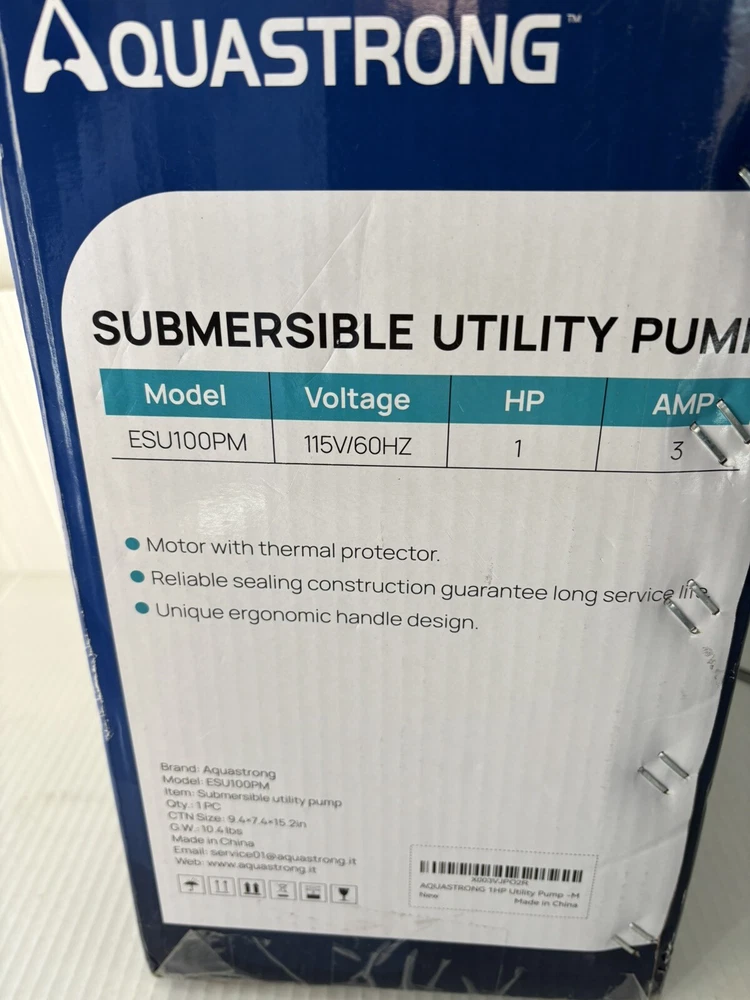 AQUASTRONG™
SUBMERSIBLE UTILITY PUMP
Model Voltage HP AMP
ESU100PM 115V/60HZ 1 3
Motor with thermal protector.
Reliable sealing construction guarantee long service life.
Unique ergonomic handle design.
Brand: Aquastrong
Model: ESU100PM
Item: Submersible utility pump
Qty.: 1 PC
CTN Size: 9.4*7.4*15.2in
G.W.: 10.4lbs
Made in China
Email: service01@aquastrong.it
Web: www.aquastrong.it
X003VJPO2R
AQUASTRONG 1HP Utility Pump -M
New Made in China